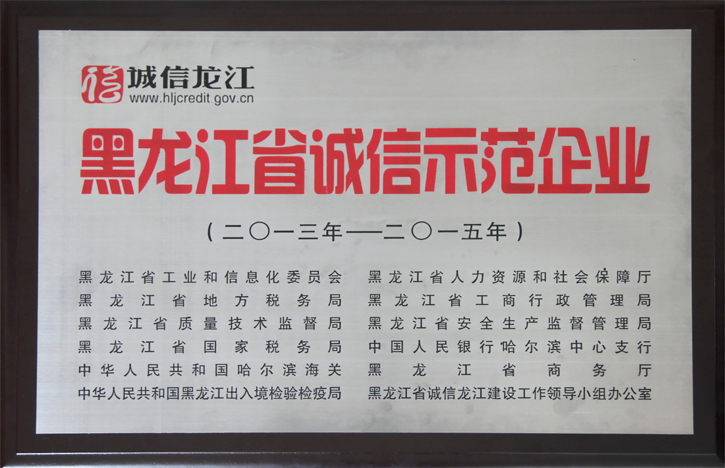 诚信龙江
www.hljcredit.gov.cn
黑龙江省诚信示范企业
（二〇一三年——二〇一五年）
黑龙江省工业和信息化委员会
黑龙江省地方税务局
黑龙江省质量技术监督局
黑龙江省国家税务局
中华人民共和国哈尔滨海关
中华人民共和国黑龙江出入境检验检疫局
黑龙江省人力资源和社会保障厅
黑龙江省工商行政管理局
黑龙江省安全生产监督管理局
中国人民银行哈尔滨中心支行
黑龙江省商务厅
黑龙江省诚信龙江建设工作领导小组办公室